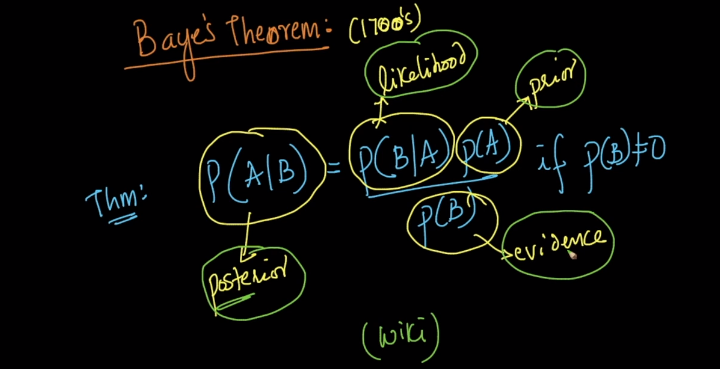 Baye's Theorem: (1700's)
likelihood
prior
Thm: P(A|B) = P(B|A) P(A) if P(B)≠0
P(B)
evidence
posterior
(wiki)